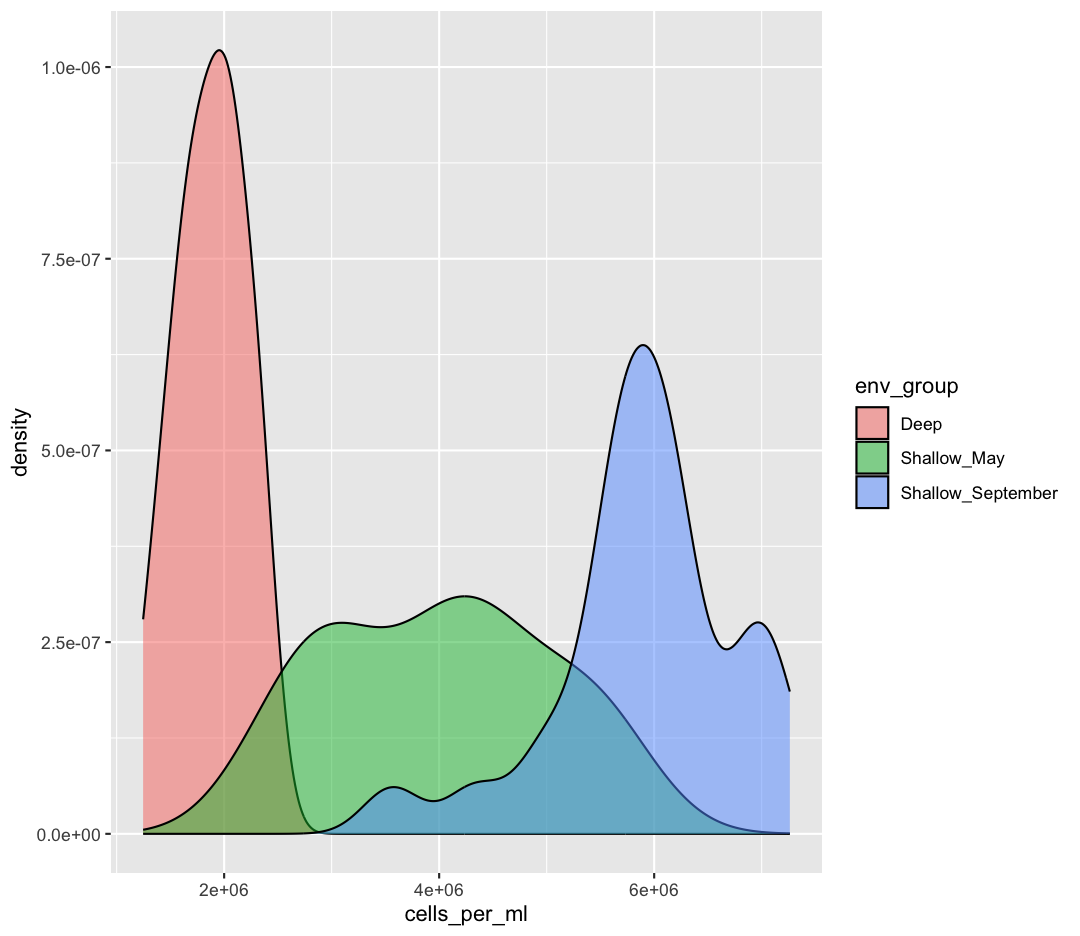 1.0e-06
7.5e-07
5.0e-07
2.5e-07
0.0e+00
density
2e+06
4e+06
6e+06
cells_per_ml
env_group
Deep
Shallow_May
Shallow_September